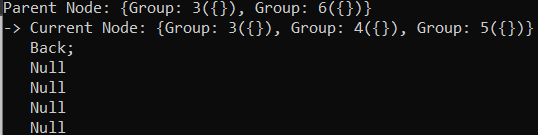 Parent Node: {Group: 3({}), Group: 6({})}
-> Current Node: {Group: 3({}), Group: 4({}), Group: 5({})}
Back;
Null
Null
Null
Null